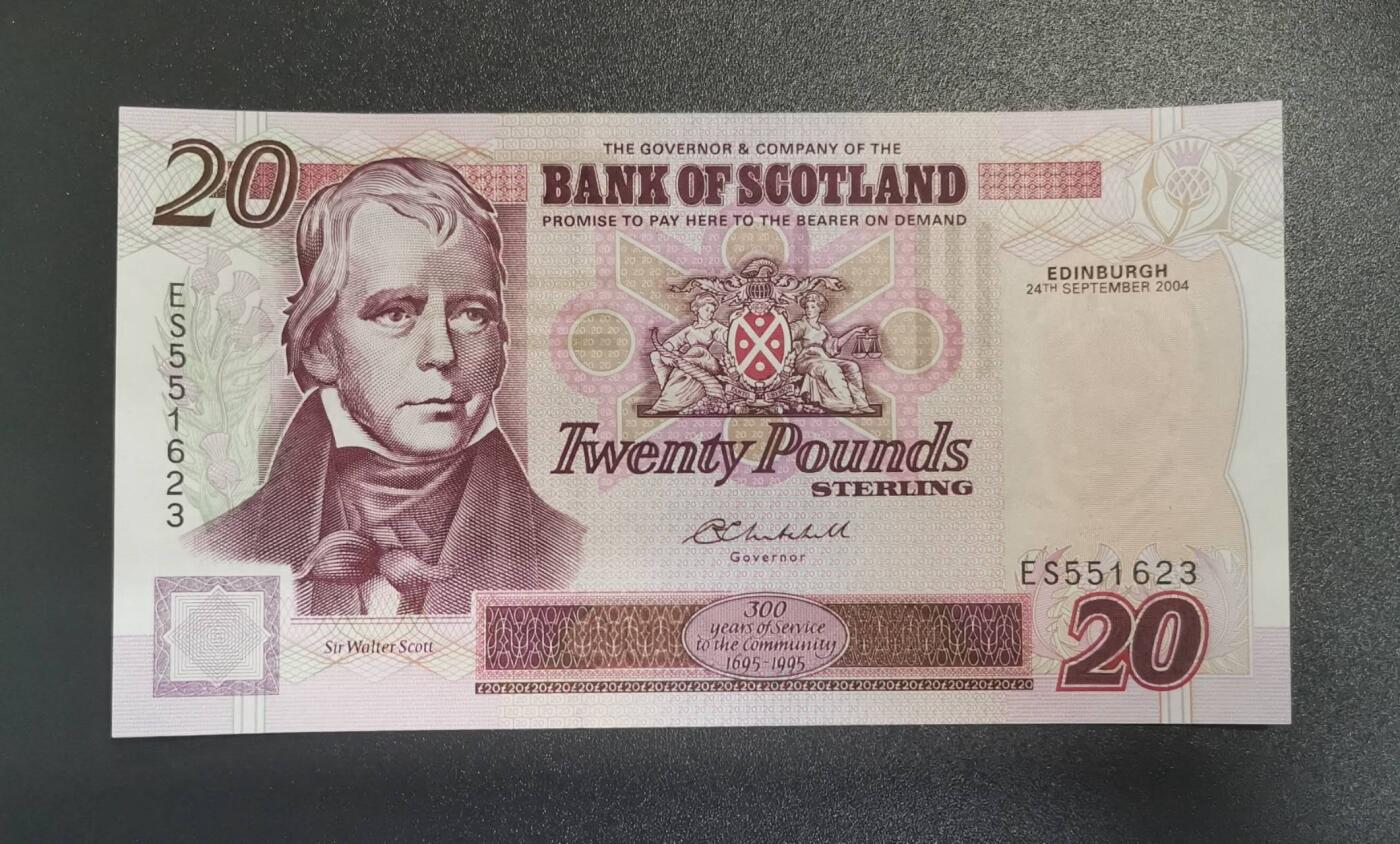 20
THE GOVERNOR & COMPANY OF THE
BANK OF SCOTLAND
PROMISE TO PAY HERE TO THE BEARER ON DEMAND
EDINBURGH
24TH SEPTEMBER 2004
ES551623
Twenty Pounds
STERLING
Governor
ES551623
20
Sir Walter Scott
300
years of Service
to the Community
1695-1995